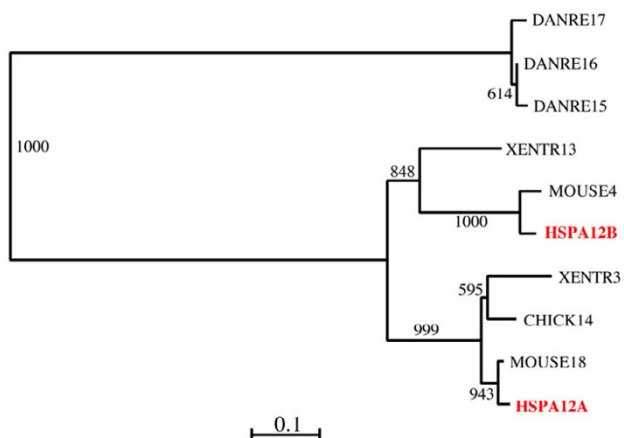 DANRE17
DANRE16
614
DANRE15
1000
XENTR13
848
MOUSE4
1000
HSPA12B
XENTR3
595
CHICK14
999
MOUSE18
943
HSPA12A
0.1